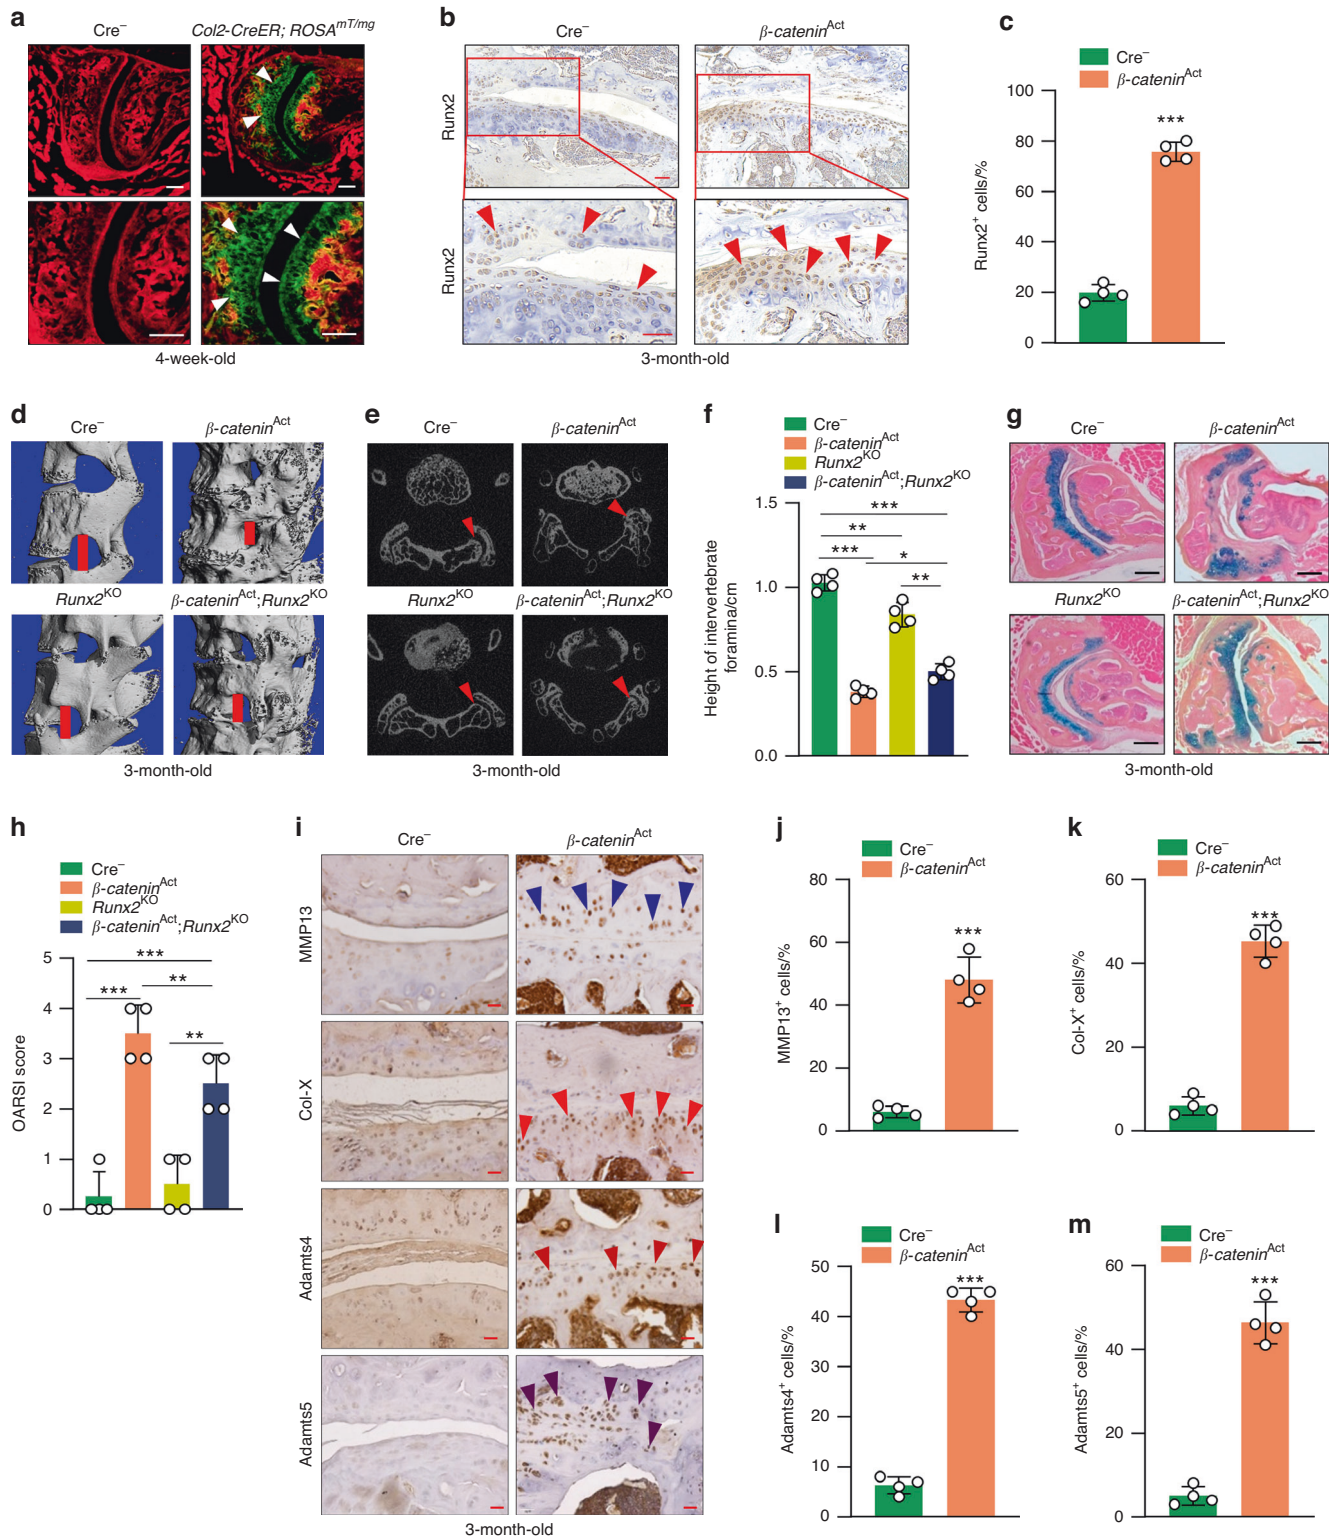 a
Cre⁻
Col2-CreER; ROSA^mT/mg
4-week-old
b
Cre⁻
β-catenin^Act
Runx2
Runx2
3-month-old
c
Cre⁻
β-catenin^Act
Runx2⁺ cells/%
100
80
60
40
20
0
***
d
Cre⁻
β-catenin^Act
Runx2^KO
β-catenin^Act;Runx2^KO
3-month-old
e
Cre⁻
β-catenin^Act
Runx2^KO
β-catenin^Act;Runx2^KO
3-month-old
f
Cre⁻
β-catenin^Act
Runx2^KO
β-catenin^Act;Runx2^KO
Height of intervertebrate
foramina/cm
1.5
1.0
0.5
0.0
***
**
***
*
**
g
Cre⁻
β-catenin^Act
Runx2^KO
β-catenin^Act;Runx2^KO
3-month-old
h
Cre⁻
β-catenin^Act
Runx2^KO
β-catenin^Act;Runx2^KO
OARSI score
5
4
3
2
1
0
***
**
***
**
i
Cre⁻
β-catenin^Act
MMP13
Col-X
Adamts4
Adamts5
3-month-old
j
Cre⁻
β-catenin^Act
MMP13⁺ cells/%
80
60
40
20
0
***
k
Cre⁻
β-catenin^Act
Col-X⁺ cells/%
60
40
20
0
***
l
Cre⁻
β-catenin^Act
Adamts4⁺ cells/%
50
40
30
20
10
0
***
m
Cre⁻
β-catenin^Act
Adamts5⁺ cells/%
60
40
20
0
***